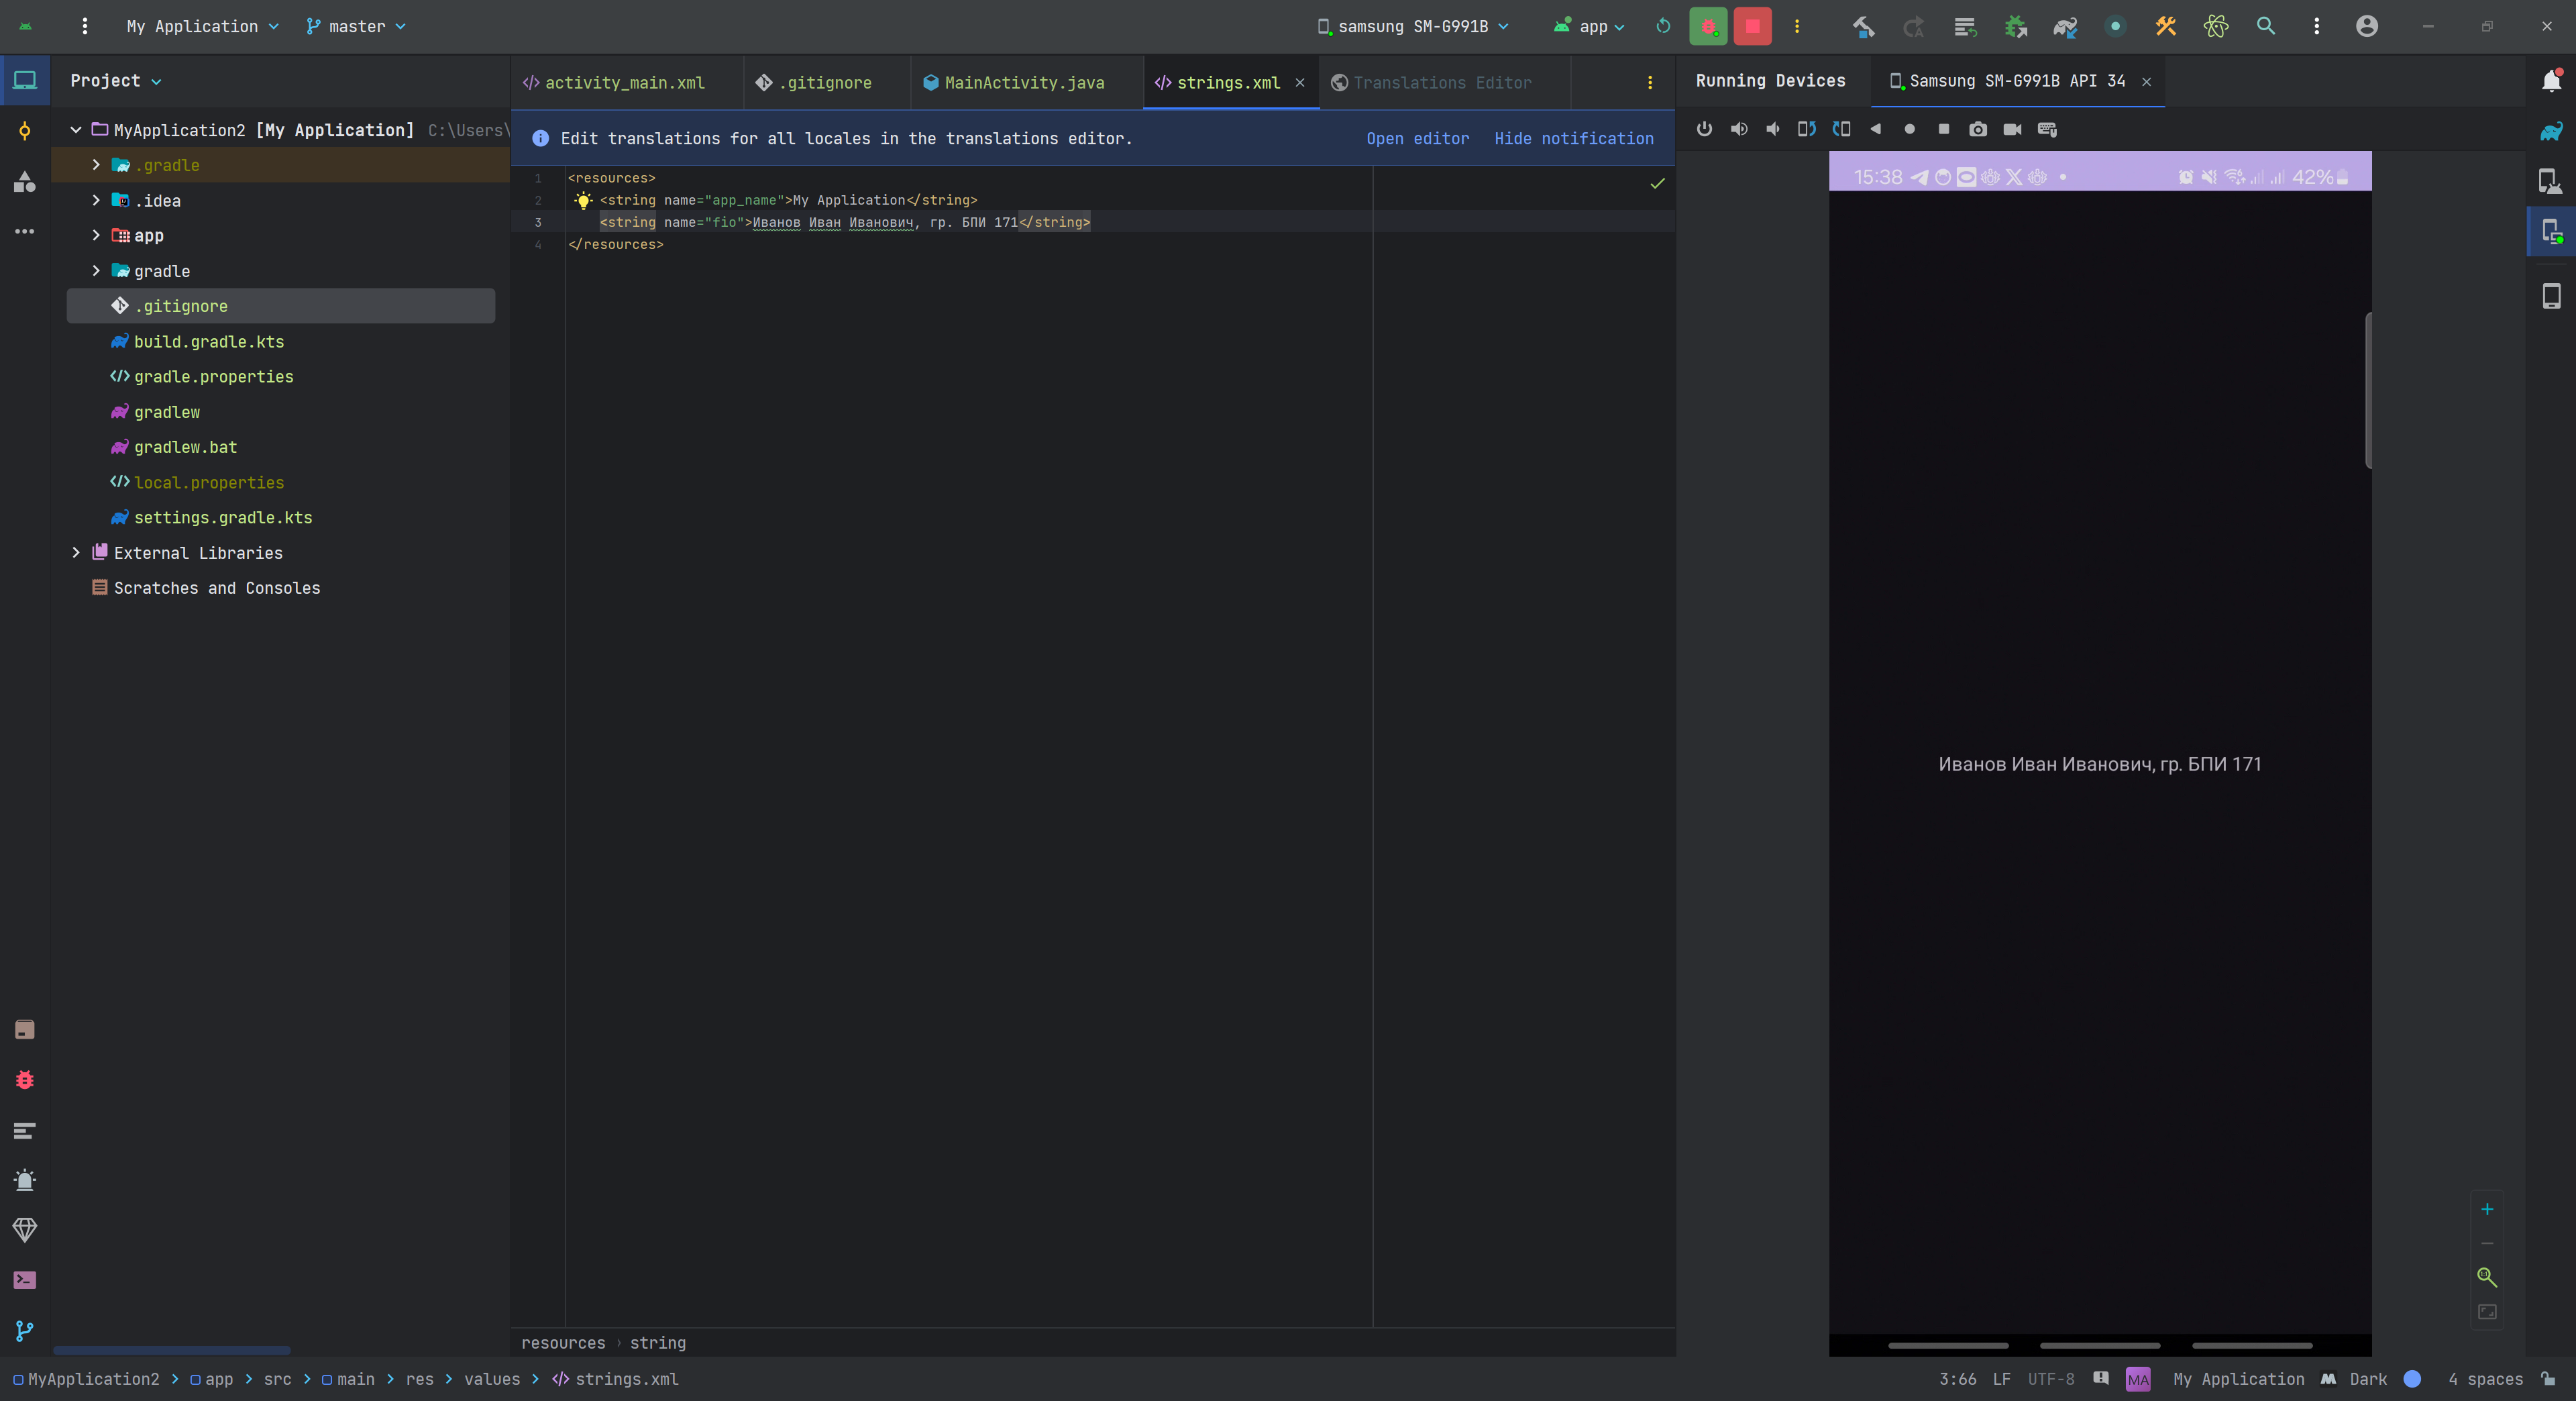 My Application
master
samsung SM-G991B
app
Project
activity_main.xml
.gitignore
MainActivity.java
strings.xml
Translations Editor
Running Devices
Samsung SM-G991B API 34
MyApplication2 [My Application] C:\Users\
.gradle
.idea
app
gradle
.gitignore
build.gradle.kts
gradle.properties
gradlew
gradlew.bat
local.properties
settings.gradle.kts
External Libraries
Scratches and Consoles
Edit translations for all locales in the translations editor.
Open editor
Hide notification
1 <resources>
2 <string name="app_name">My Application</string>
3 <string name="fio">Иванов Иван Иванович, гр. БПИ 171</string>
4 </resources>
15:38
42%
Иванов Иван Иванович, гр. БПИ 171
resources › string
MyApplication2 > app > src > main > res > values > strings.xml
3:66 LF UTF-8 MA My Application Dark 4 spaces